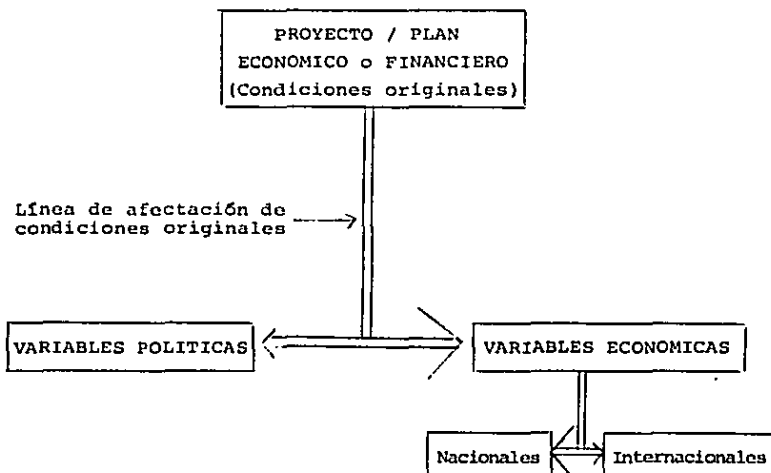 PROYECTO / PLAN
ECONOMICO o FINANCIERO
(Condiciones originales)
Línea de afectación de
condiciones originales
VARIABLES POLITICAS
VARIABLES ECONOMICAS
Nacionales
Internacionales